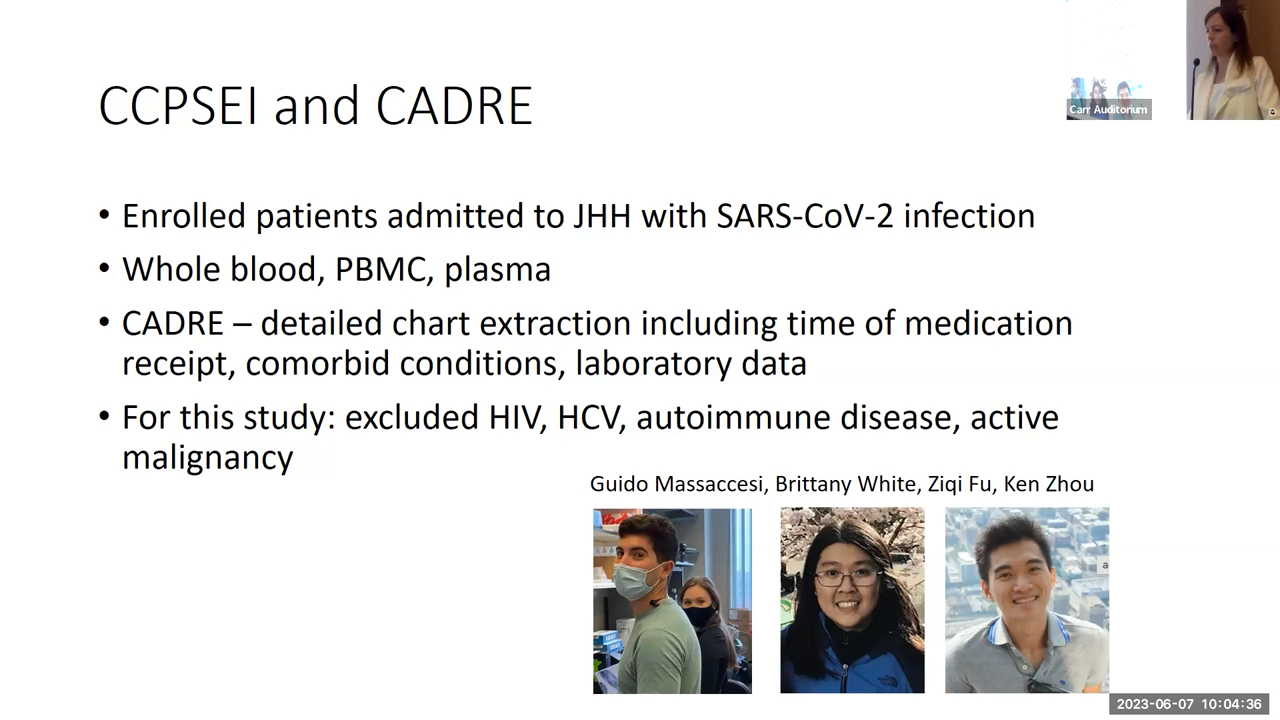 CCPSEI and CADRE
Carr Auditorium
• Enrolled patients admitted to JHH with SARS-CoV-2 infection
• Whole blood, PBMC, plasma
• CADRE – detailed chart extraction including time of medication
receipt, comorbid conditions, laboratory data
• For this study: excluded HIV, HCV, autoimmune disease, active
malignancy
Guido Massaccesi, Brittany White, Ziqi Fu, Ken Zhou
a
2023-06-07 10:04:36